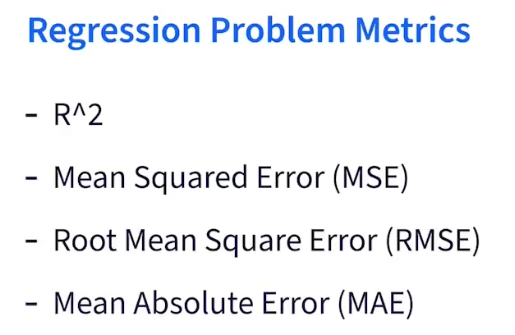 Regression Problem Metrics
- R^2
- Mean Squared Error (MSE)
- Root Mean Square Error (RMSE)
- Mean Absolute Error (MAE)